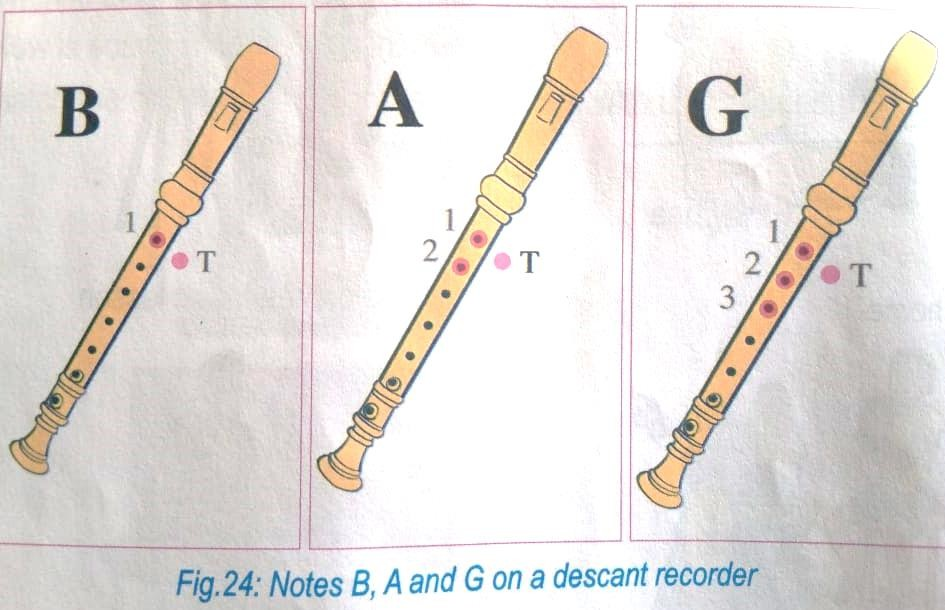 B
1
T
A
1
2
T
G
1
2
3
T
Fig.24: Notes B, A and G on a descant recorder